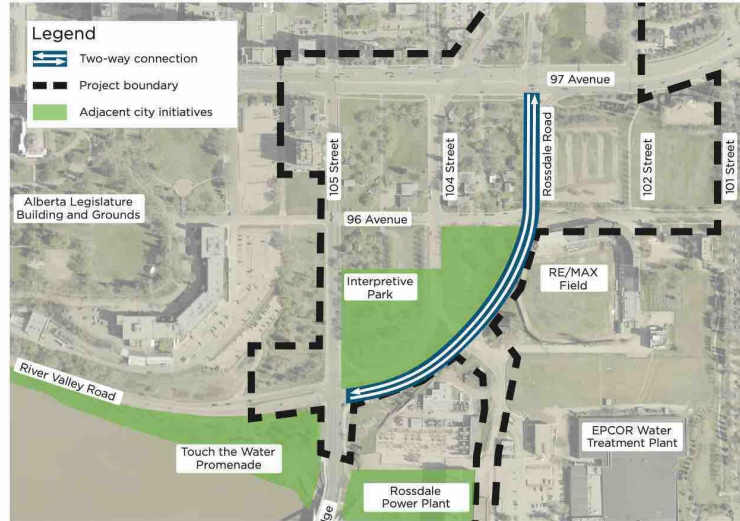 Legend
Two-way connection
Project boundary
Adjacent city initiatives
97 Avenue
Rossdale Road
105 Street
104 Street
102 Street
101 Street
Alberta Legislature
Building and Grounds
96 Avenue
Interpretive
Park
RE/MAX
Field
River Valley Road
Touch the Water
Promenade
EPCOR Water
Treatment Plant
Rossdale
Power Plant